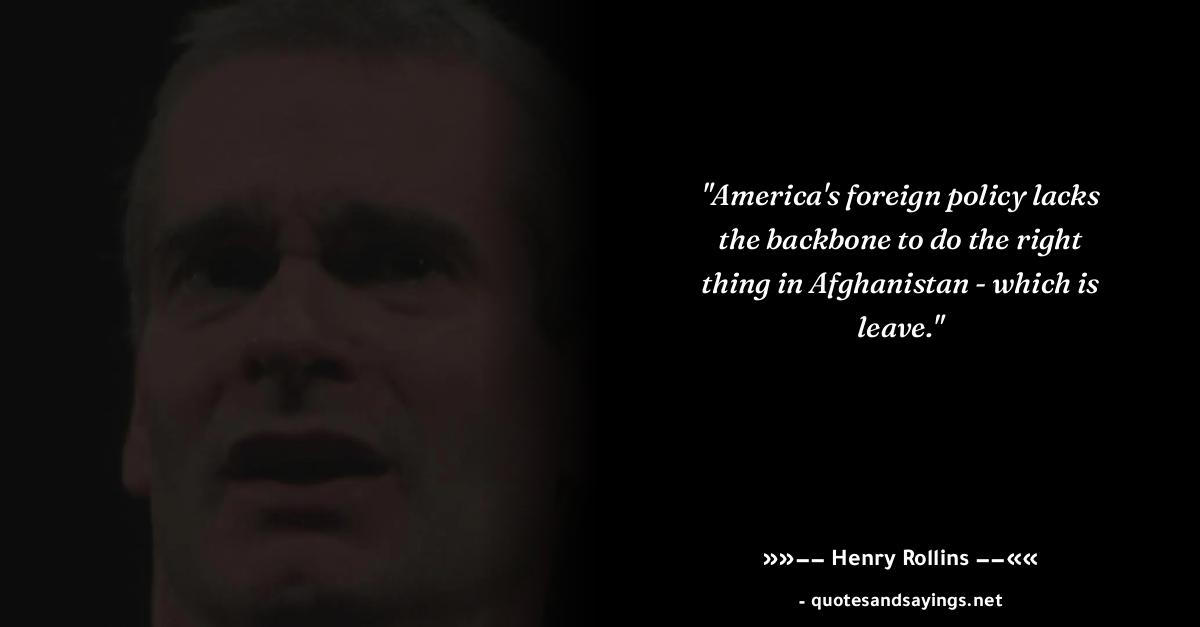 "America's foreign policy lacks
the backbone to do the right
thing in Afghanistan - which is
leave."
»»−− Henry Rollins −−««
- quotesandsayings.net